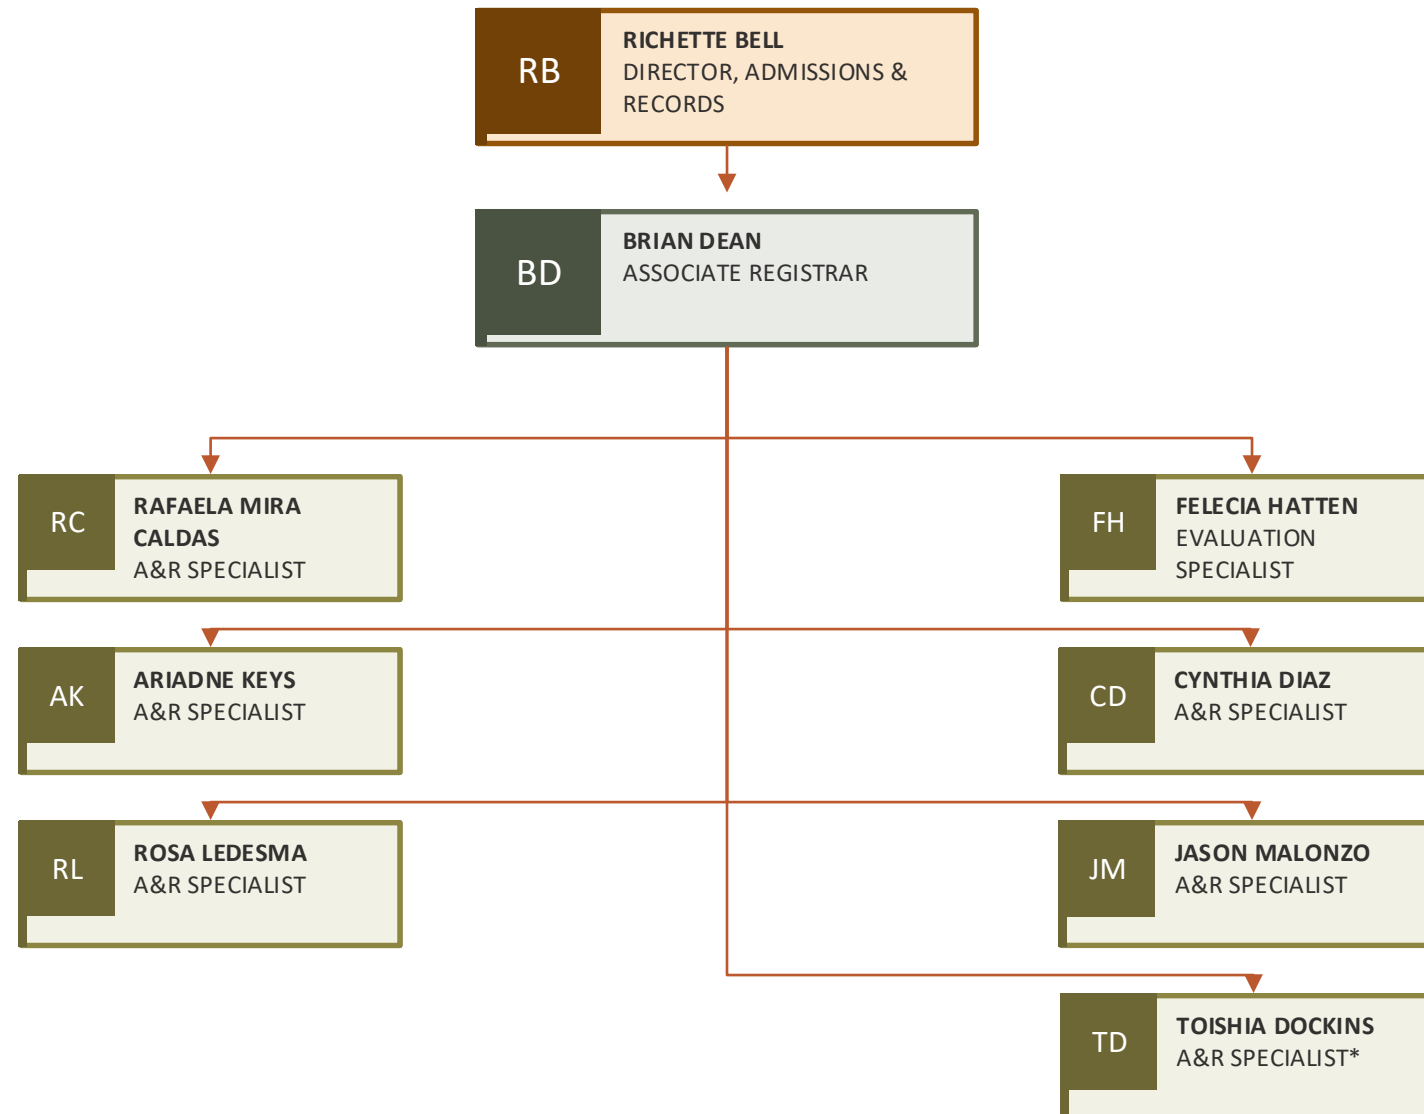 RB
RICHETTE BELL
DIRECTOR, ADMISSIONS &
RECORDS
BD
BRIAN DEAN
ASSOCIATE REGISTRAR
RC
RAFAELA MIRA
CALDAS
A&R SPECIALIST
FH
FELECIA HATTEN
EVALUATION
SPECIALIST
AK
ARIADNE KEYS
A&R SPECIALIST
CD
CYNTHIA DIAZ
A&R SPECIALIST
RL
ROSA LEDESMA
A&R SPECIALIST
JM
JASON MALONZO
A&R SPECIALIST
TD
TOISHIA DOCKINS
A&R SPECIALIST*